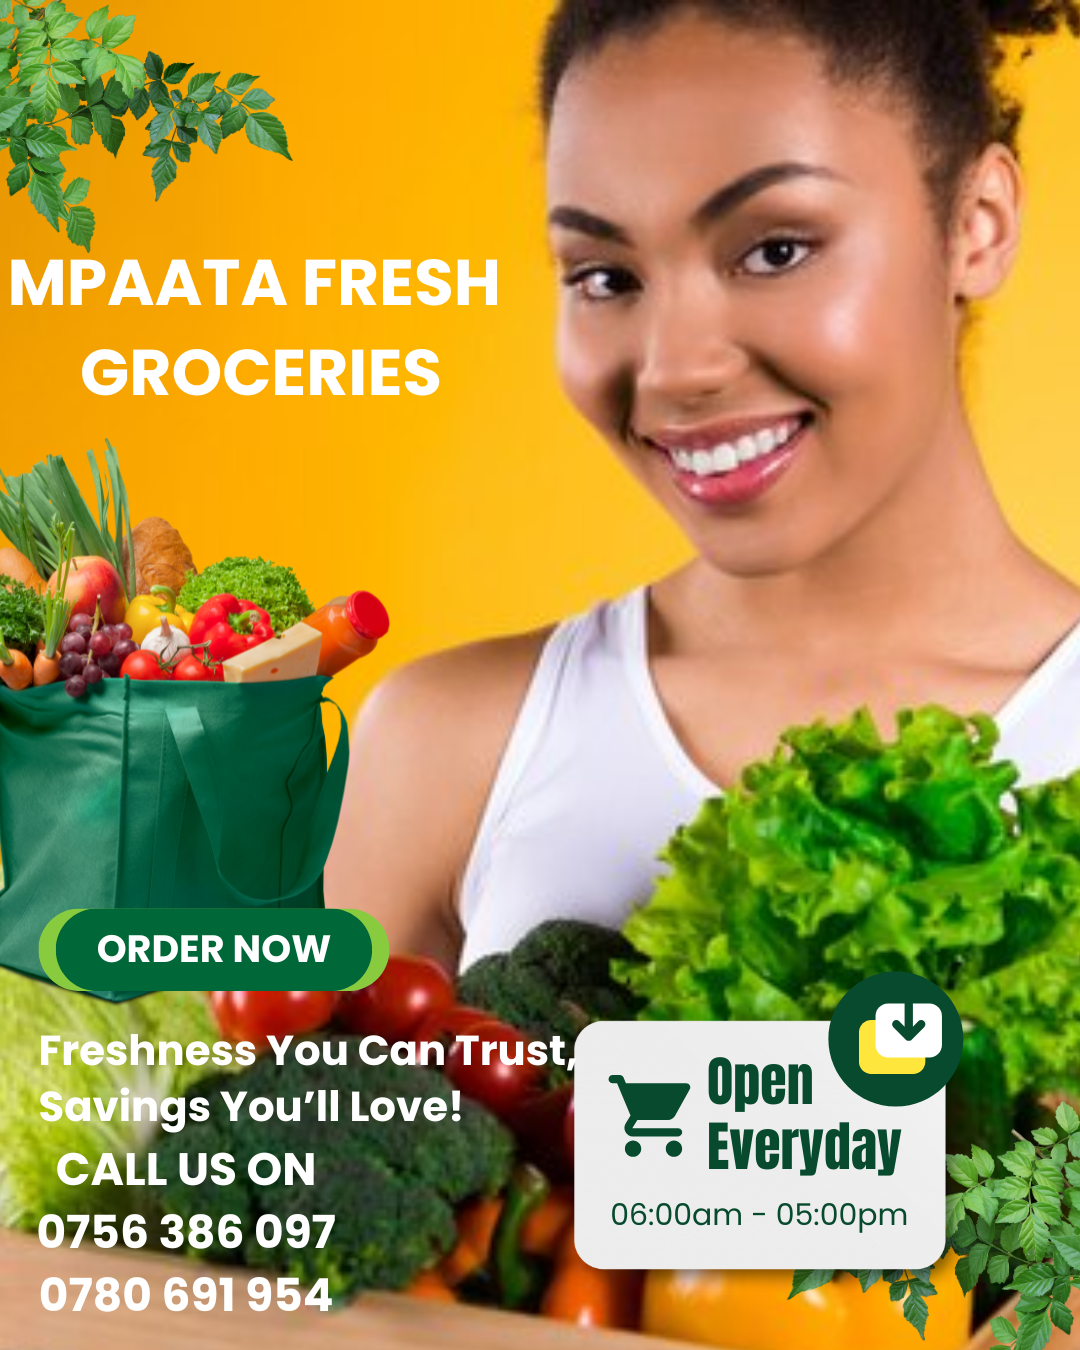 MPAATA FRESH
GROCERIES
ORDER NOW
Freshness You Can Trust,
Savings You’ll Love!
CALL US ON
0756 386 097
0780 691 954
Open
Everyday
06:00am - 05:00pm